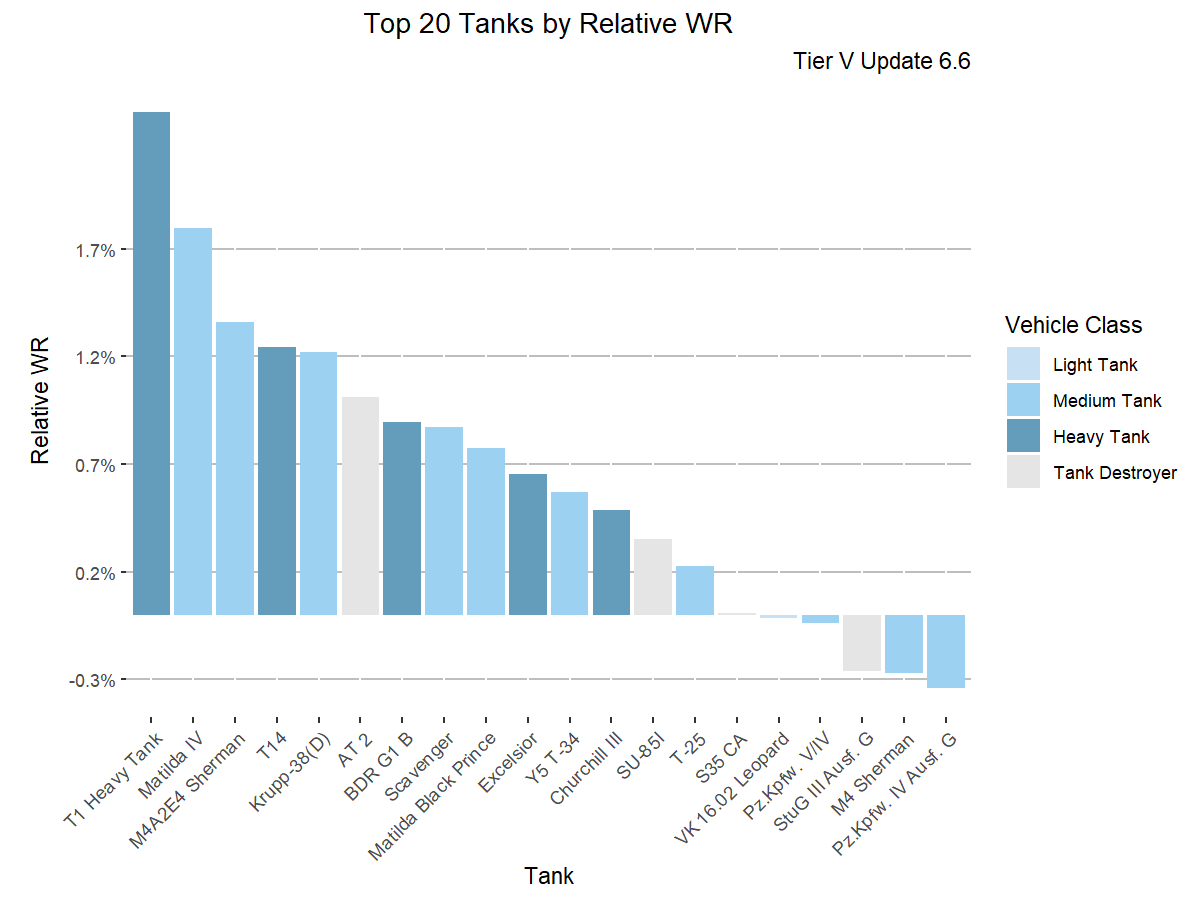 Top 20 Tanks by Relative WR
Tier V Update 6.6
Relative WR
1.7%
1.2%
0.7%
0.2%
-0.3%
T1 Heavy Tank
Matilda IV
M4A2E4 Sherman
T14
Krupp-38(D)
AT 2
BDR G1 B
Scavenger
Matilda Black Prince
Excelsior
Y5 T-34
Churchill III
SU-85I
T-25
S35 CA
VK 16.02 Leopard
Pz.Kpfw. V/IV
StuG III Ausf. G
M4 Sherman
Pz.Kpfw. IV Ausf. G
Tank
Vehicle Class
Light Tank
Medium Tank
Heavy Tank
Tank Destroyer